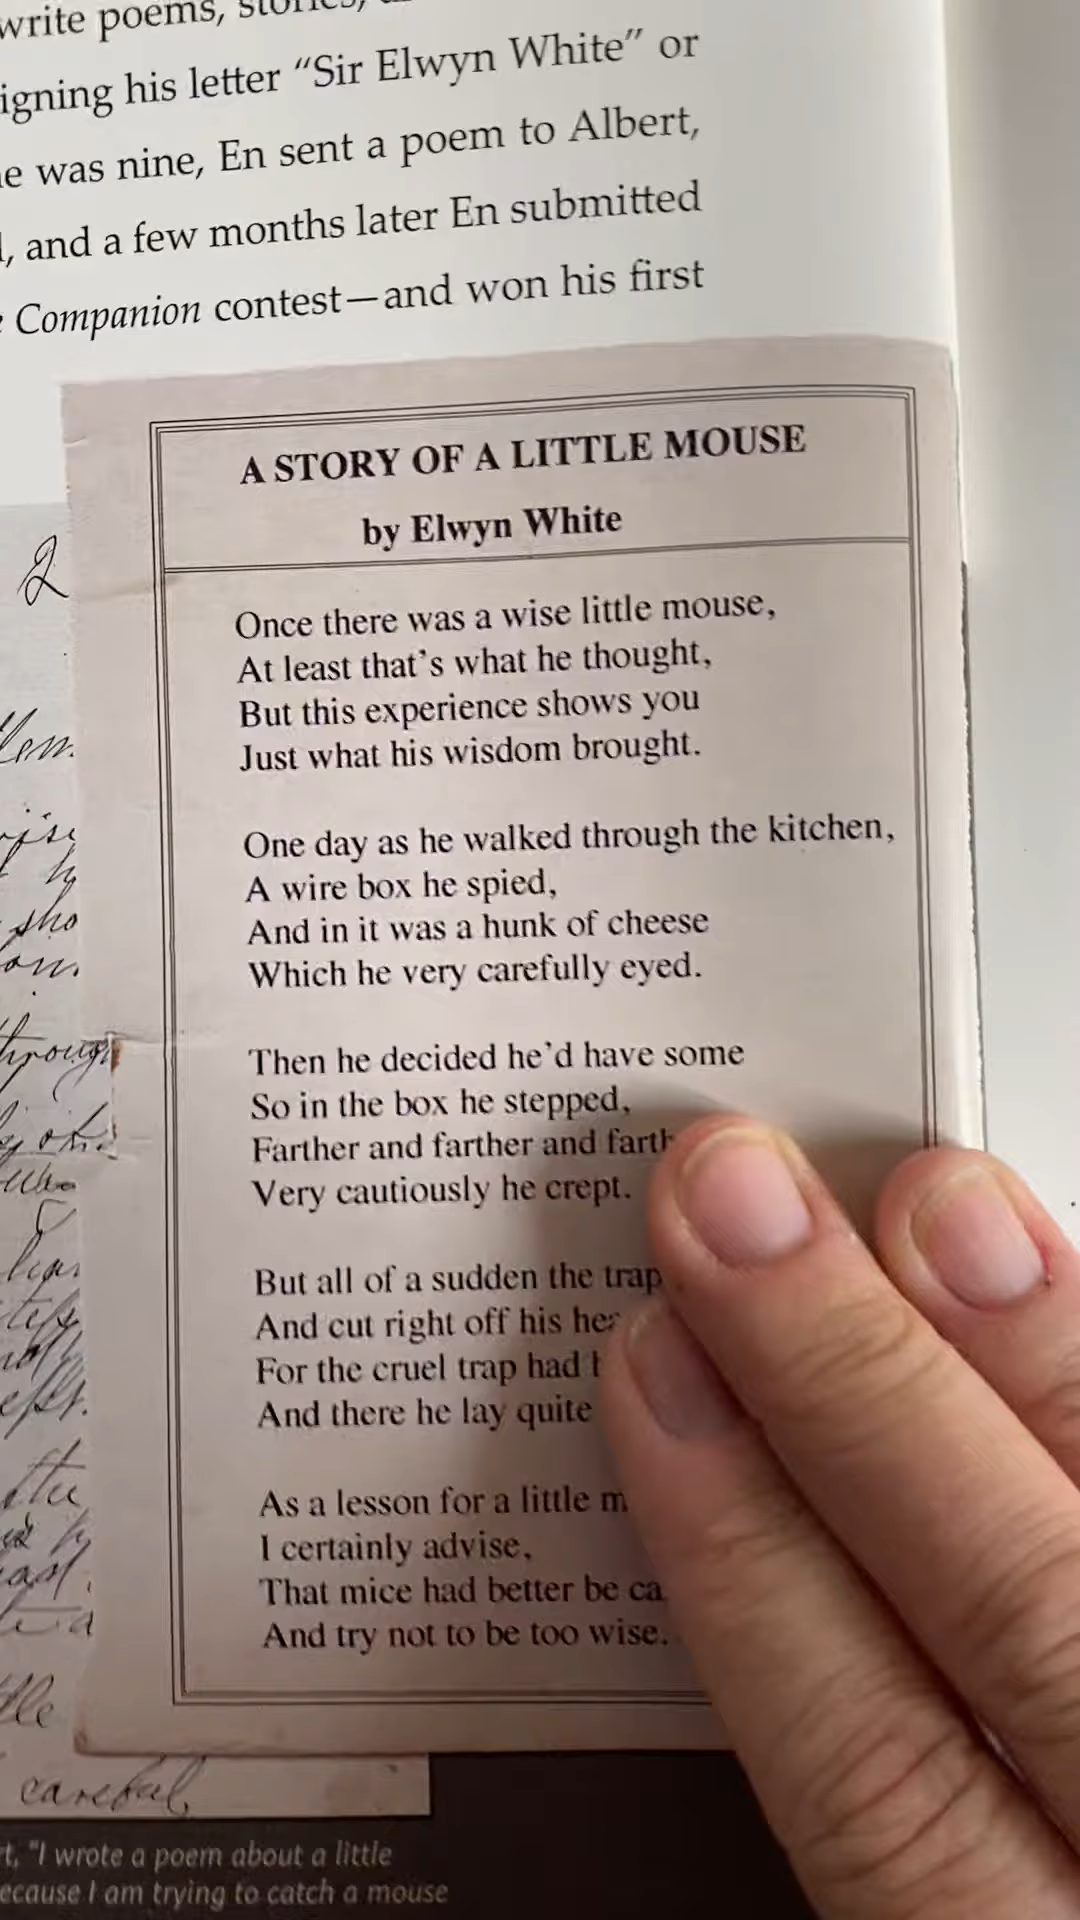 write poems, stories,
igning his letter “Sir Elwyn White” or
e was nine, En sent a poem to Albert,
, and a few months later En submitted
Companion contest—and won his first
A STORY OF A LITTLE MOUSE
by Elwyn White
Once there was a wise little mouse,
At least that’s what he thought,
But this experience shows you
Just what his wisdom brought.
One day as he walked through the kitchen,
A wire box he spied,
And in it was a hunk of cheese
Which he very carefully eyed.
Then he decided he’d have some
So in the box he stepped,
Farther and farther and farth
Very cautiously he crept.
But all of a sudden the trap
And cut right off his
For the cruel trap had
And there he lay quite
As a lesson for a little m
I certainly advise,
That mice had better be ca
And try not to be too wise.
2
sho
throug
careful
t, “I wrote a poem about a little
ecause I am trying to catch a mouse